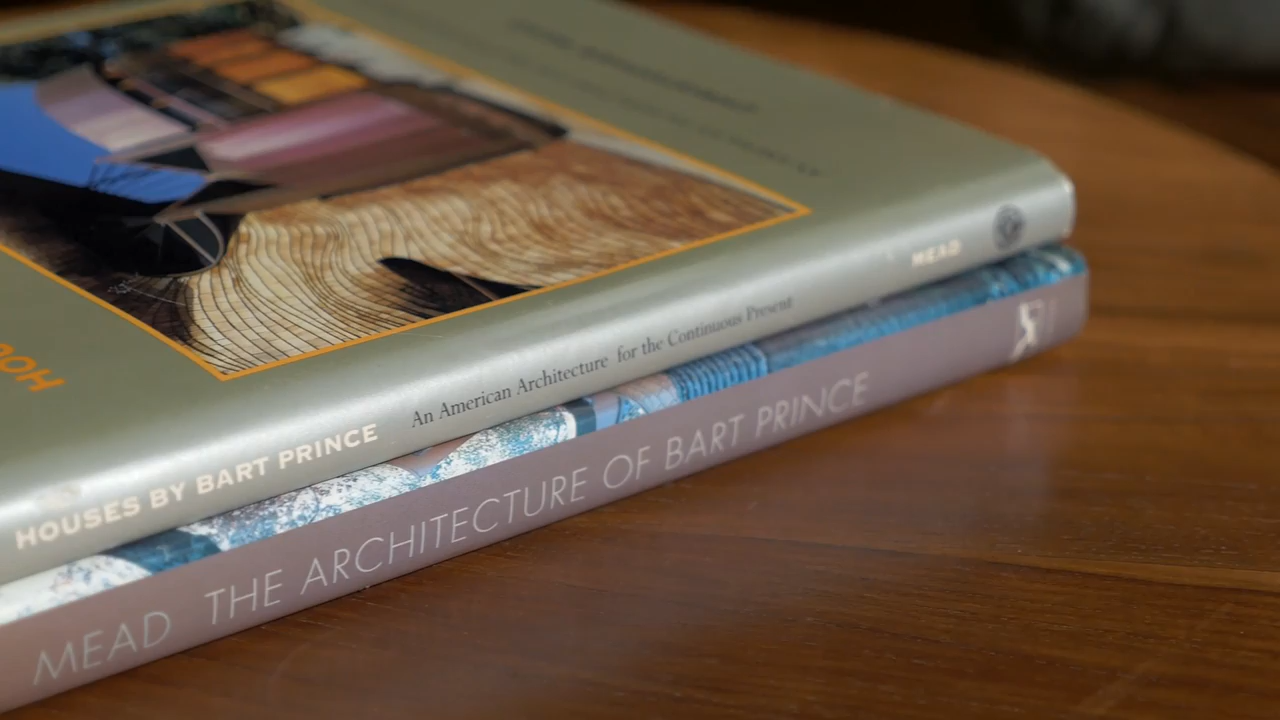 HOUSES BY BART PRINCE An American Architecture for the Continuous Present MEAD
MEAD THE ARCHITECTURE OF BART PRINCE